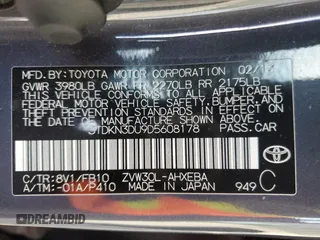 MFD. BY: TOYOTA MOTOR CORPORATION 02/1
GVWR 3980LB GAWR FR 2270LB RR 2175LB
THIS VEHICLE CONFORMS TO ALL APPLICABLE
FEDERAL MOTOR VEHICLE SAFETY, BUMPER, AND
THEFT PREVENTION STANDARDS IN EFFECT ON
THE DATE OF MANUFACTURE SHOWN ABOVE.
JTDKN3DU9D5608178 PASS. CAR
C/TR: 8V1/FB10 ZVW30L-AHXEBA
A/TM: -01A/P410 MADE IN JAPAN 949 C
DREAMBID